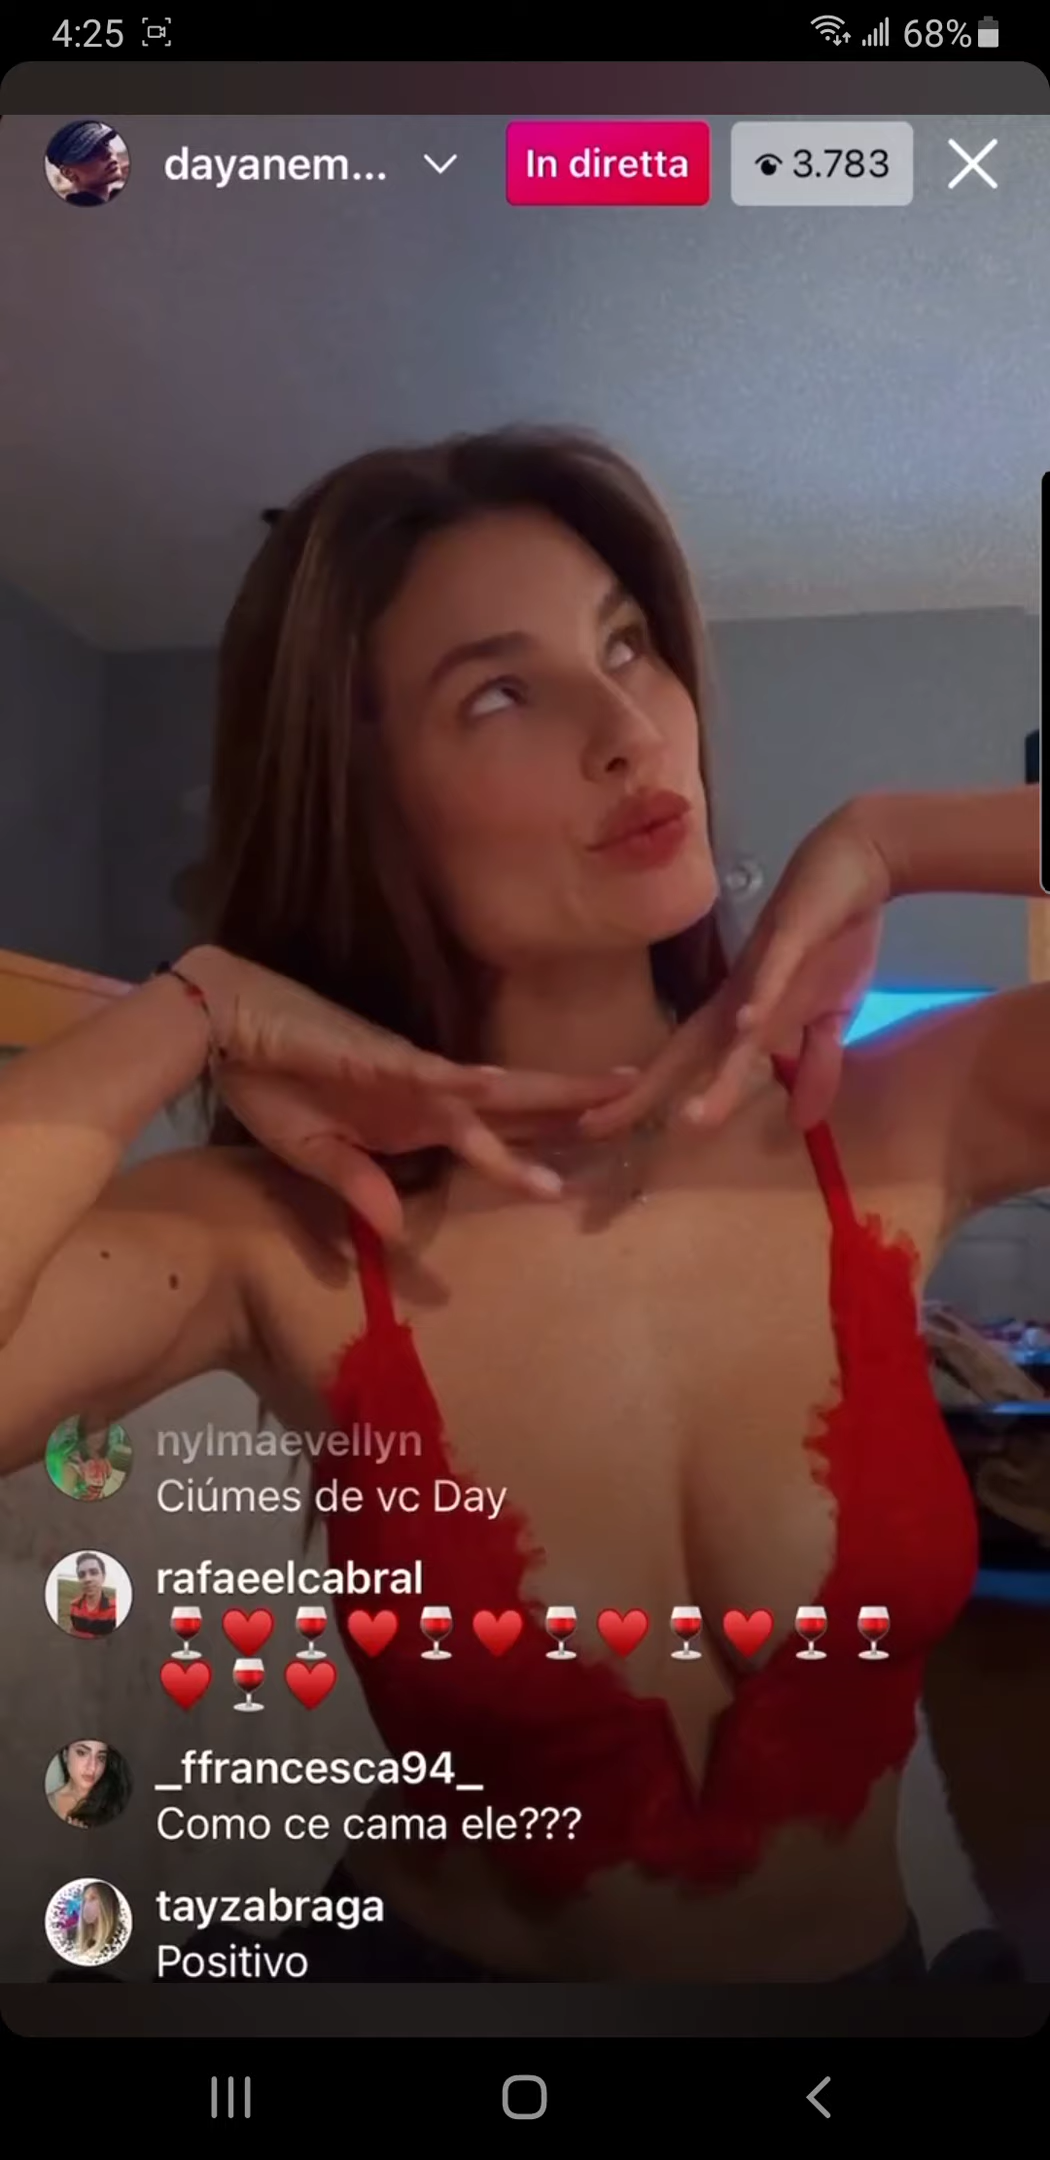 4:25
68%
dayanem...
In diretta
3.783
nylmaevellyn
Ciúmes de vc Day
rafaeelcabral
🍷❤️🍷❤️🍷❤️🍷❤️🍷❤️🍷🍷
❤️🍷❤️
_ffrancesca94_
Como ce cama ele???
tayzabraga
Positivo